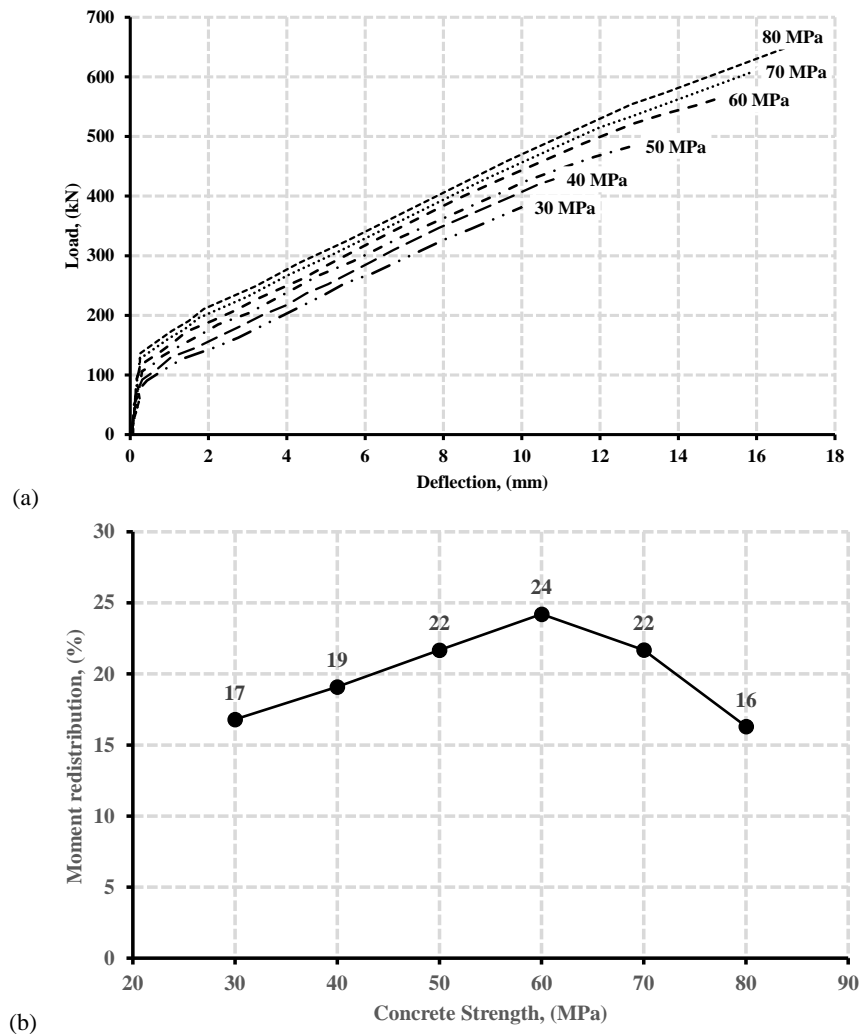 700
600
500
400
300
200
100
0
Load, (kN)
80 MPa
70 MPa
60 MPa
50 MPa
40 MPa
30 MPa
0 2 4 6 8 10 12 14 16 18
Deflection, (mm)
(a)
30
25
20
15
10
5
0
Moment redistribution, (%)
17
19
22
24
22
16
20 30 40 50 60 70 80 90
Concrete Strength, (MPa)
(b)